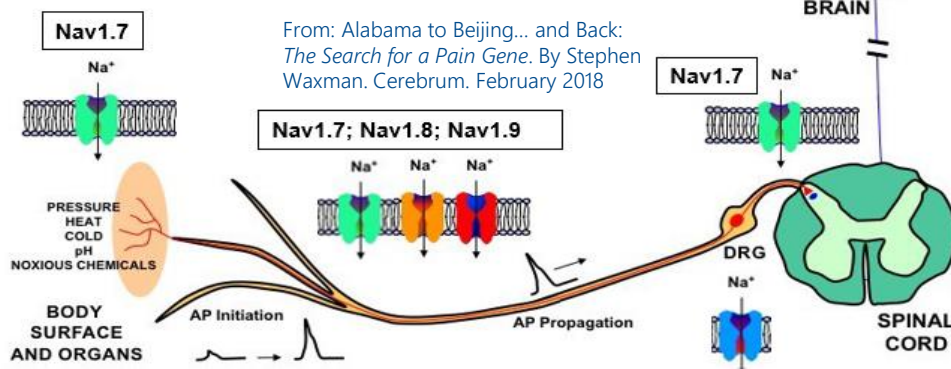 BRAIN
Nav1.7
From: Alabama to Beijing... and Back:
The Search for a Pain Gene. By Stephen
Waxman. Cerebrum. February 2018
Na+
Nav1.7
Na+
Nav1.7; Nav1.8; Nav1.9
Na+
Na+
Na+
PRESSURE
HEAT
COLD
pH
NOXIOUS CHEMICALS
DRG
Na+
BODY
SURFACE
AND ORGANS
AP Initiation
AP Propagation
SPINAL
CORD